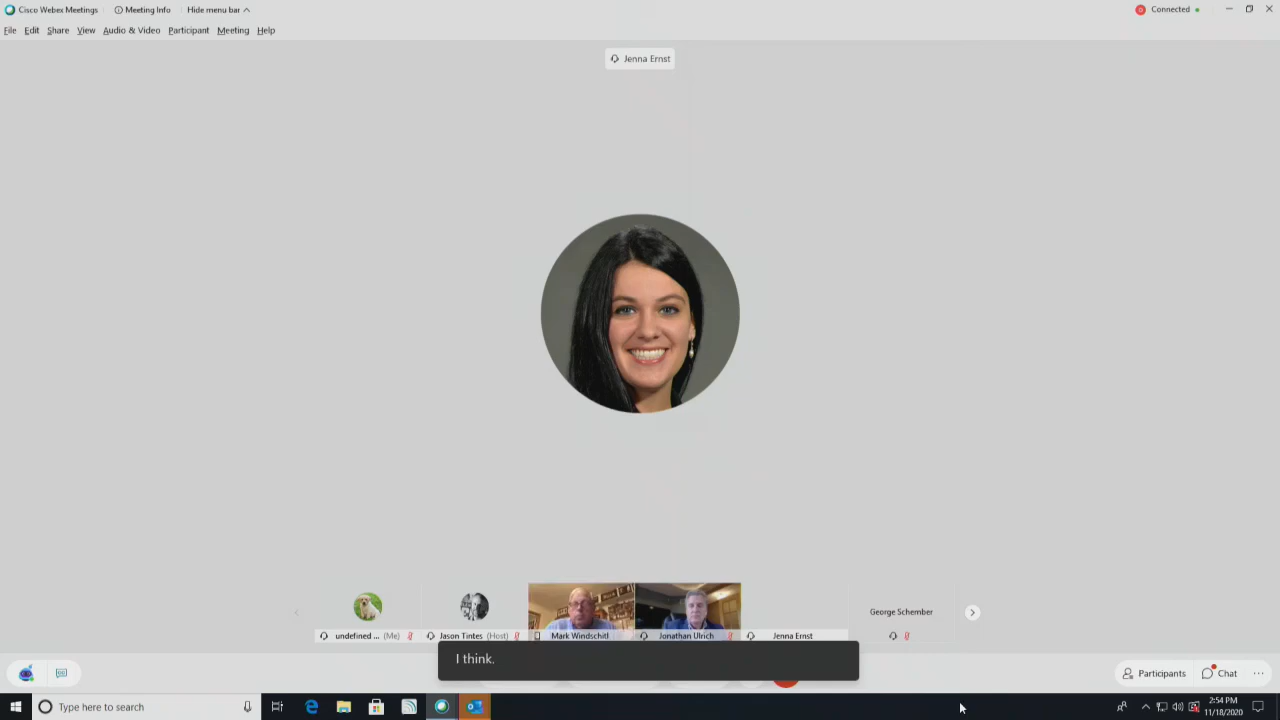 Cisco Webex Meetings Meeting Info Hide menu bar Connected
File Edit Share View Audio & Video Participant Meeting Help
Jenna Ernst
George Schember
undefined ... (Me) Jason Tintes (Host) Mark Windschitl Jonathan Ulrich Jenna Ernst
I think.
Participants Chat ...
Type here to search
2:54 PM
11/18/2020